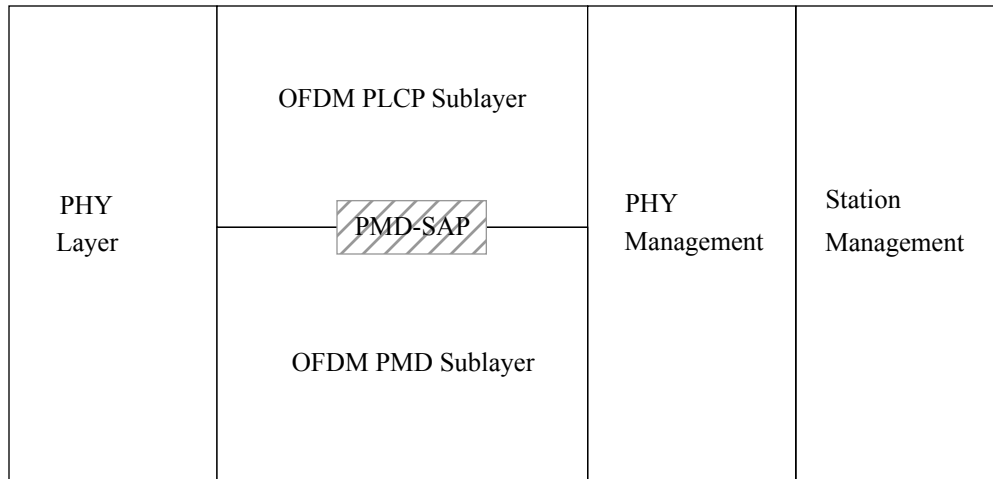 OFDM PLCP Sublayer
PHY
Layer
PMD-SAP
PHY
Management
Station
Management
OFDM PMD Sublayer